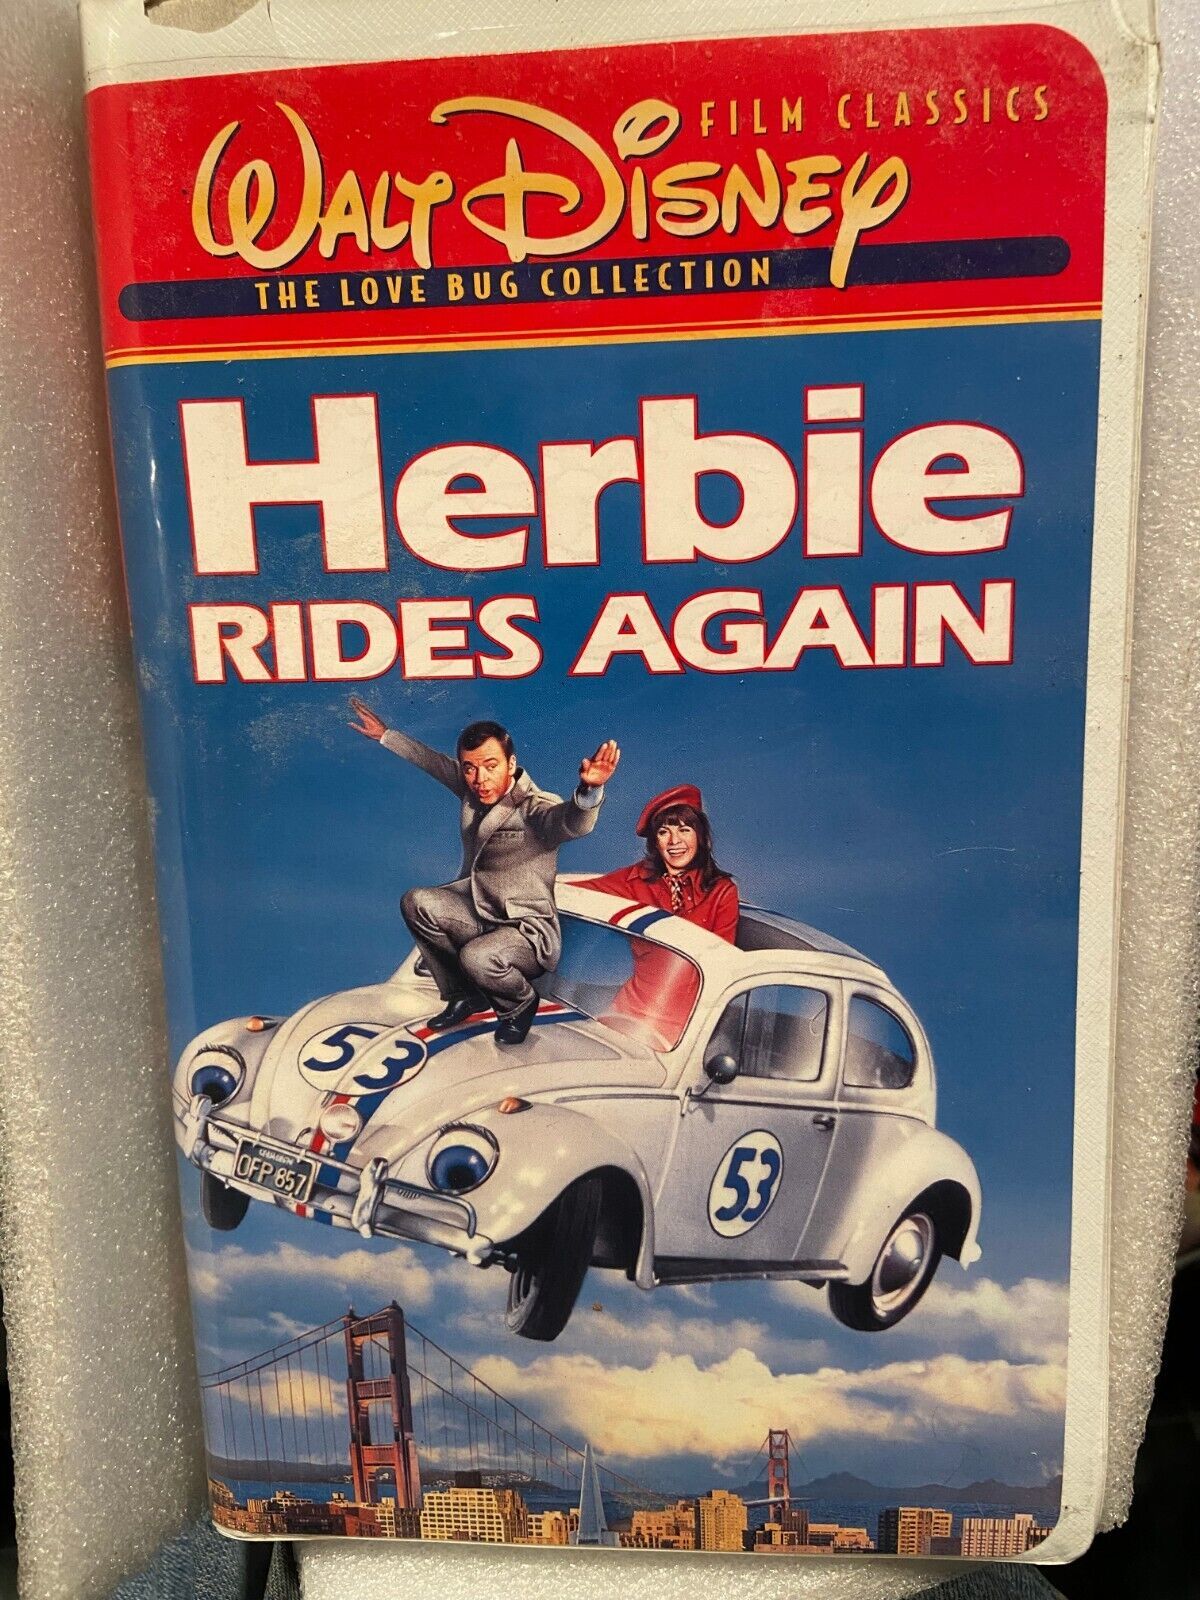 FILM CLASSICS
WALT DISNEY
THE LOVE BUG COLLECTION
Herbie
RIDES AGAIN
53
53
OFP 857